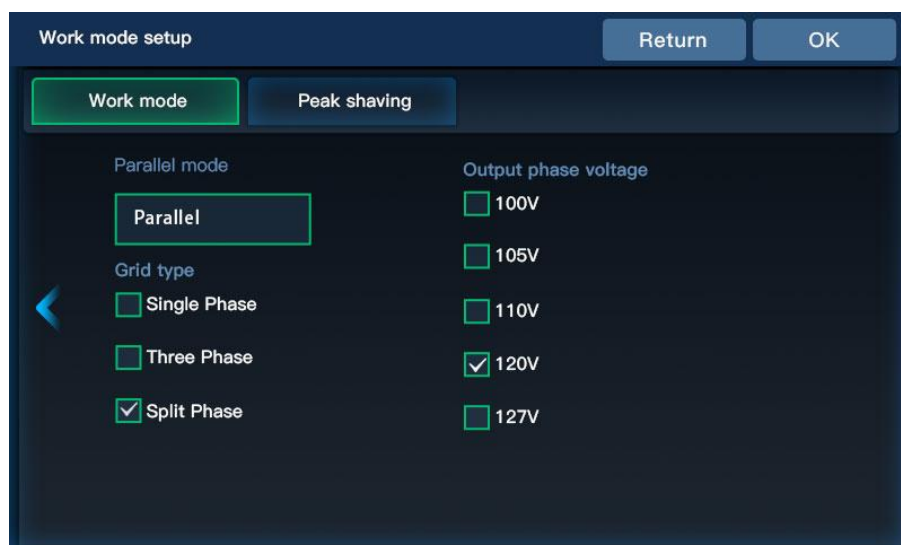 Work mode setup
Return
OK
Work mode
Peak shaving
Parallel mode
Parallel
Grid type
Single Phase
Three Phase
Split Phase
Output phase voltage
100V
105V
110V
120V
127V